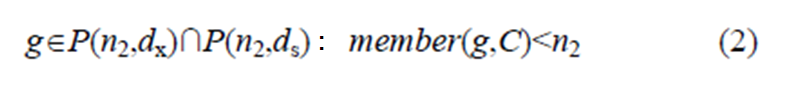 g∈P(n₂,dₓ)∩P(n₂,dₛ) : member(g,C)<n₂ (2)